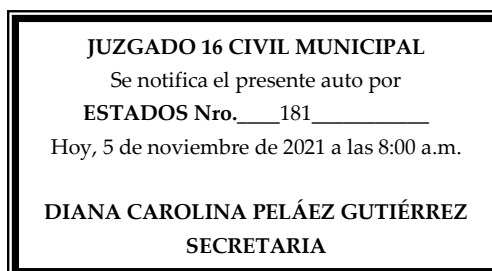 JUZGADO 16 CIVIL MUNICIPAL
Se notifica el presente auto por
ESTADOS Nro.____181___________
Hoy, 5 de noviembre de 2021 a las 8:00 a.m.
DIANA CAROLINA PELÁEZ GUTIÉRREZ
SECRETARIA